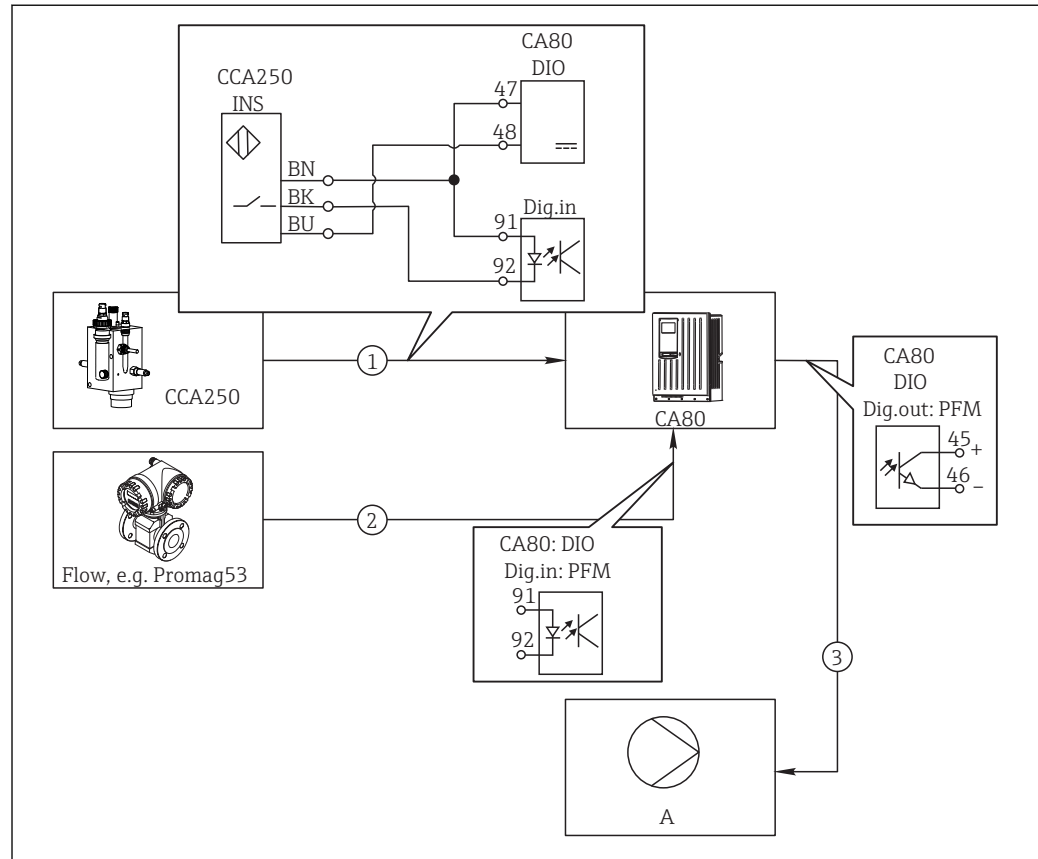 CA80
DIO
CCA250
INS
47
48
BN
BK
BU
Dig.in
91
92
1
CCA250
CA80
CA80
DIO
Dig.out: PFM
45
+
46
–
2
Flow, e.g. Promag53
CA80: DIO
Dig.in: PFM
91
92
3
A